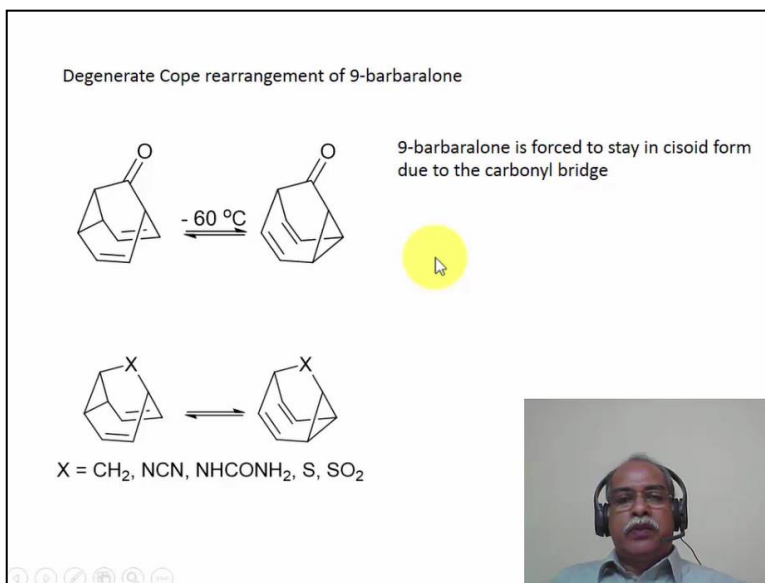 Degenerate Cope rearrangement of 9-barbaralone
O
O
9-barbaralone is forced to stay in cisoid form
due to the carbonyl bridge
- 60 ⁰C
X
X
X = CH₂, NCN, NHCONH₂, S, SO₂